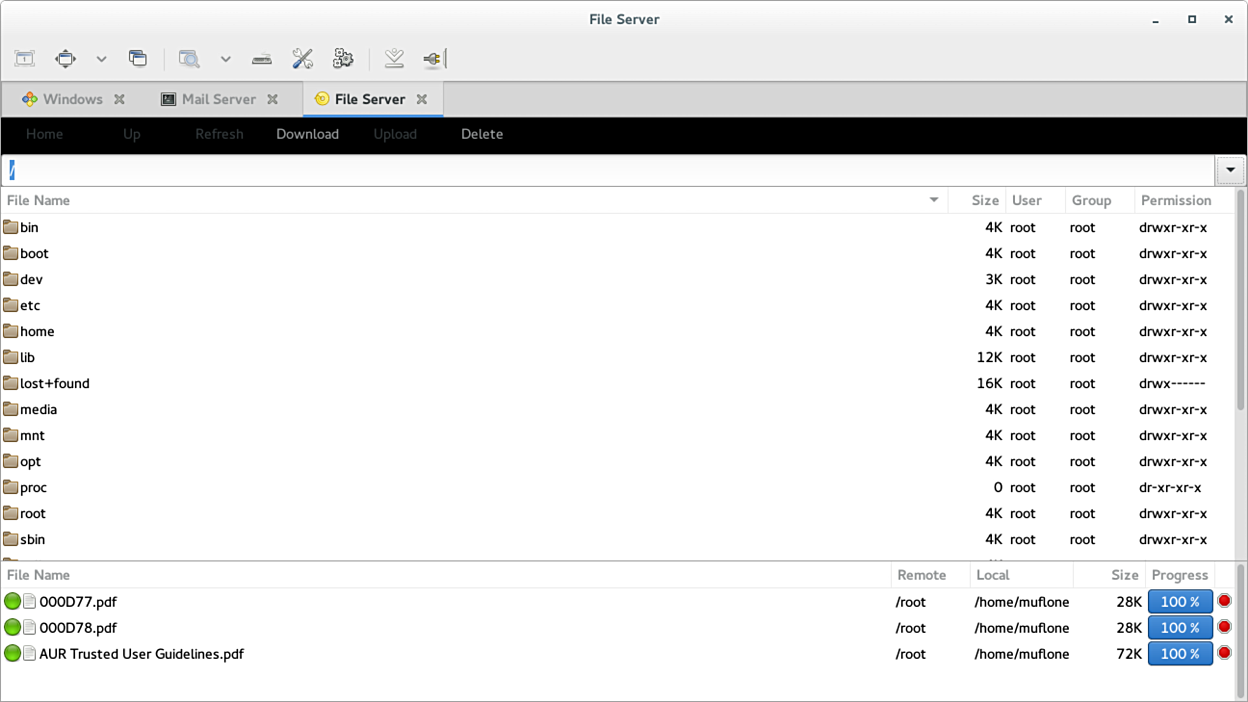 File Server
Windows Mail Server File Server
Home Up Refresh Download Upload Delete
/
File Name Size User Group Permission
bin 4K root root drwxr-xr-x
boot 4K root root drwxr-xr-x
dev 3K root root drwxr-xr-x
etc 4K root root drwxr-xr-x
home 4K root root drwxr-xr-x
lib 12K root root drwxr-xr-x
lost+found 16K root root drwx------
media 4K root root drwxr-xr-x
mnt 4K root root drwxr-xr-x
opt 4K root root drwxr-xr-x
proc 0 root root dr-xr-xr-x
root 4K root root drwxr-xr-x
sbin 4K root root drwxr-xr-x
File Name Remote Local Size Progress
000D77.pdf /root /home/muflone 28K 100 %
000D78.pdf /root /home/muflone 28K 100 %
AUR Trusted User Guidelines.pdf /root /home/muflone 72K 100 %